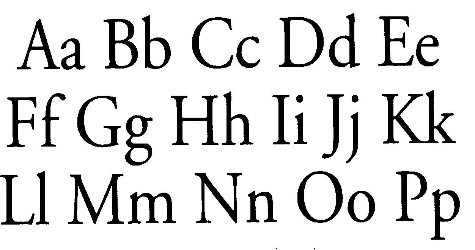 Aa Bb Cc Dd Ee
Ff Gg Hh Ii Jj Kk
Ll Mm Nn Oo Pp